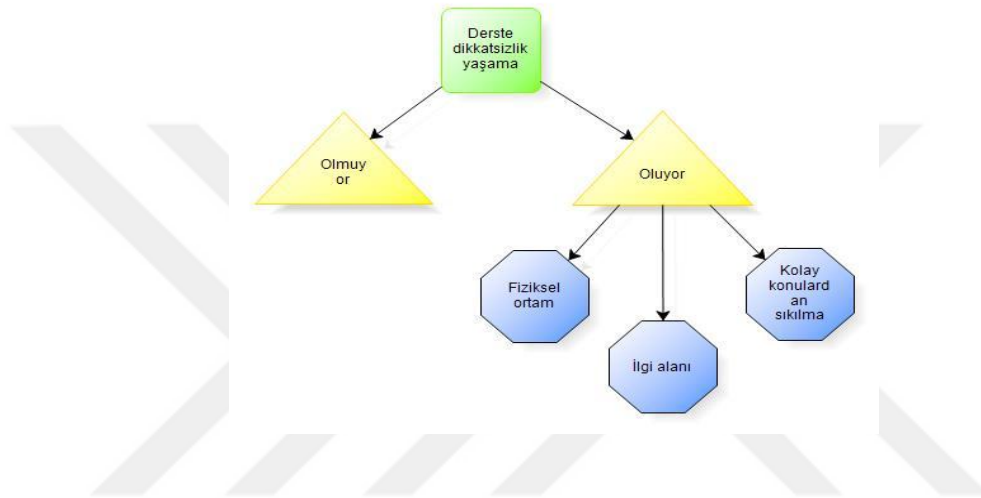 Derste
dikkatsizlik
yaşama
Olmuy
or
Oluyor
Fiziksel
ortam
Kolay
konulard
an
sıkılma
İlgi alanı